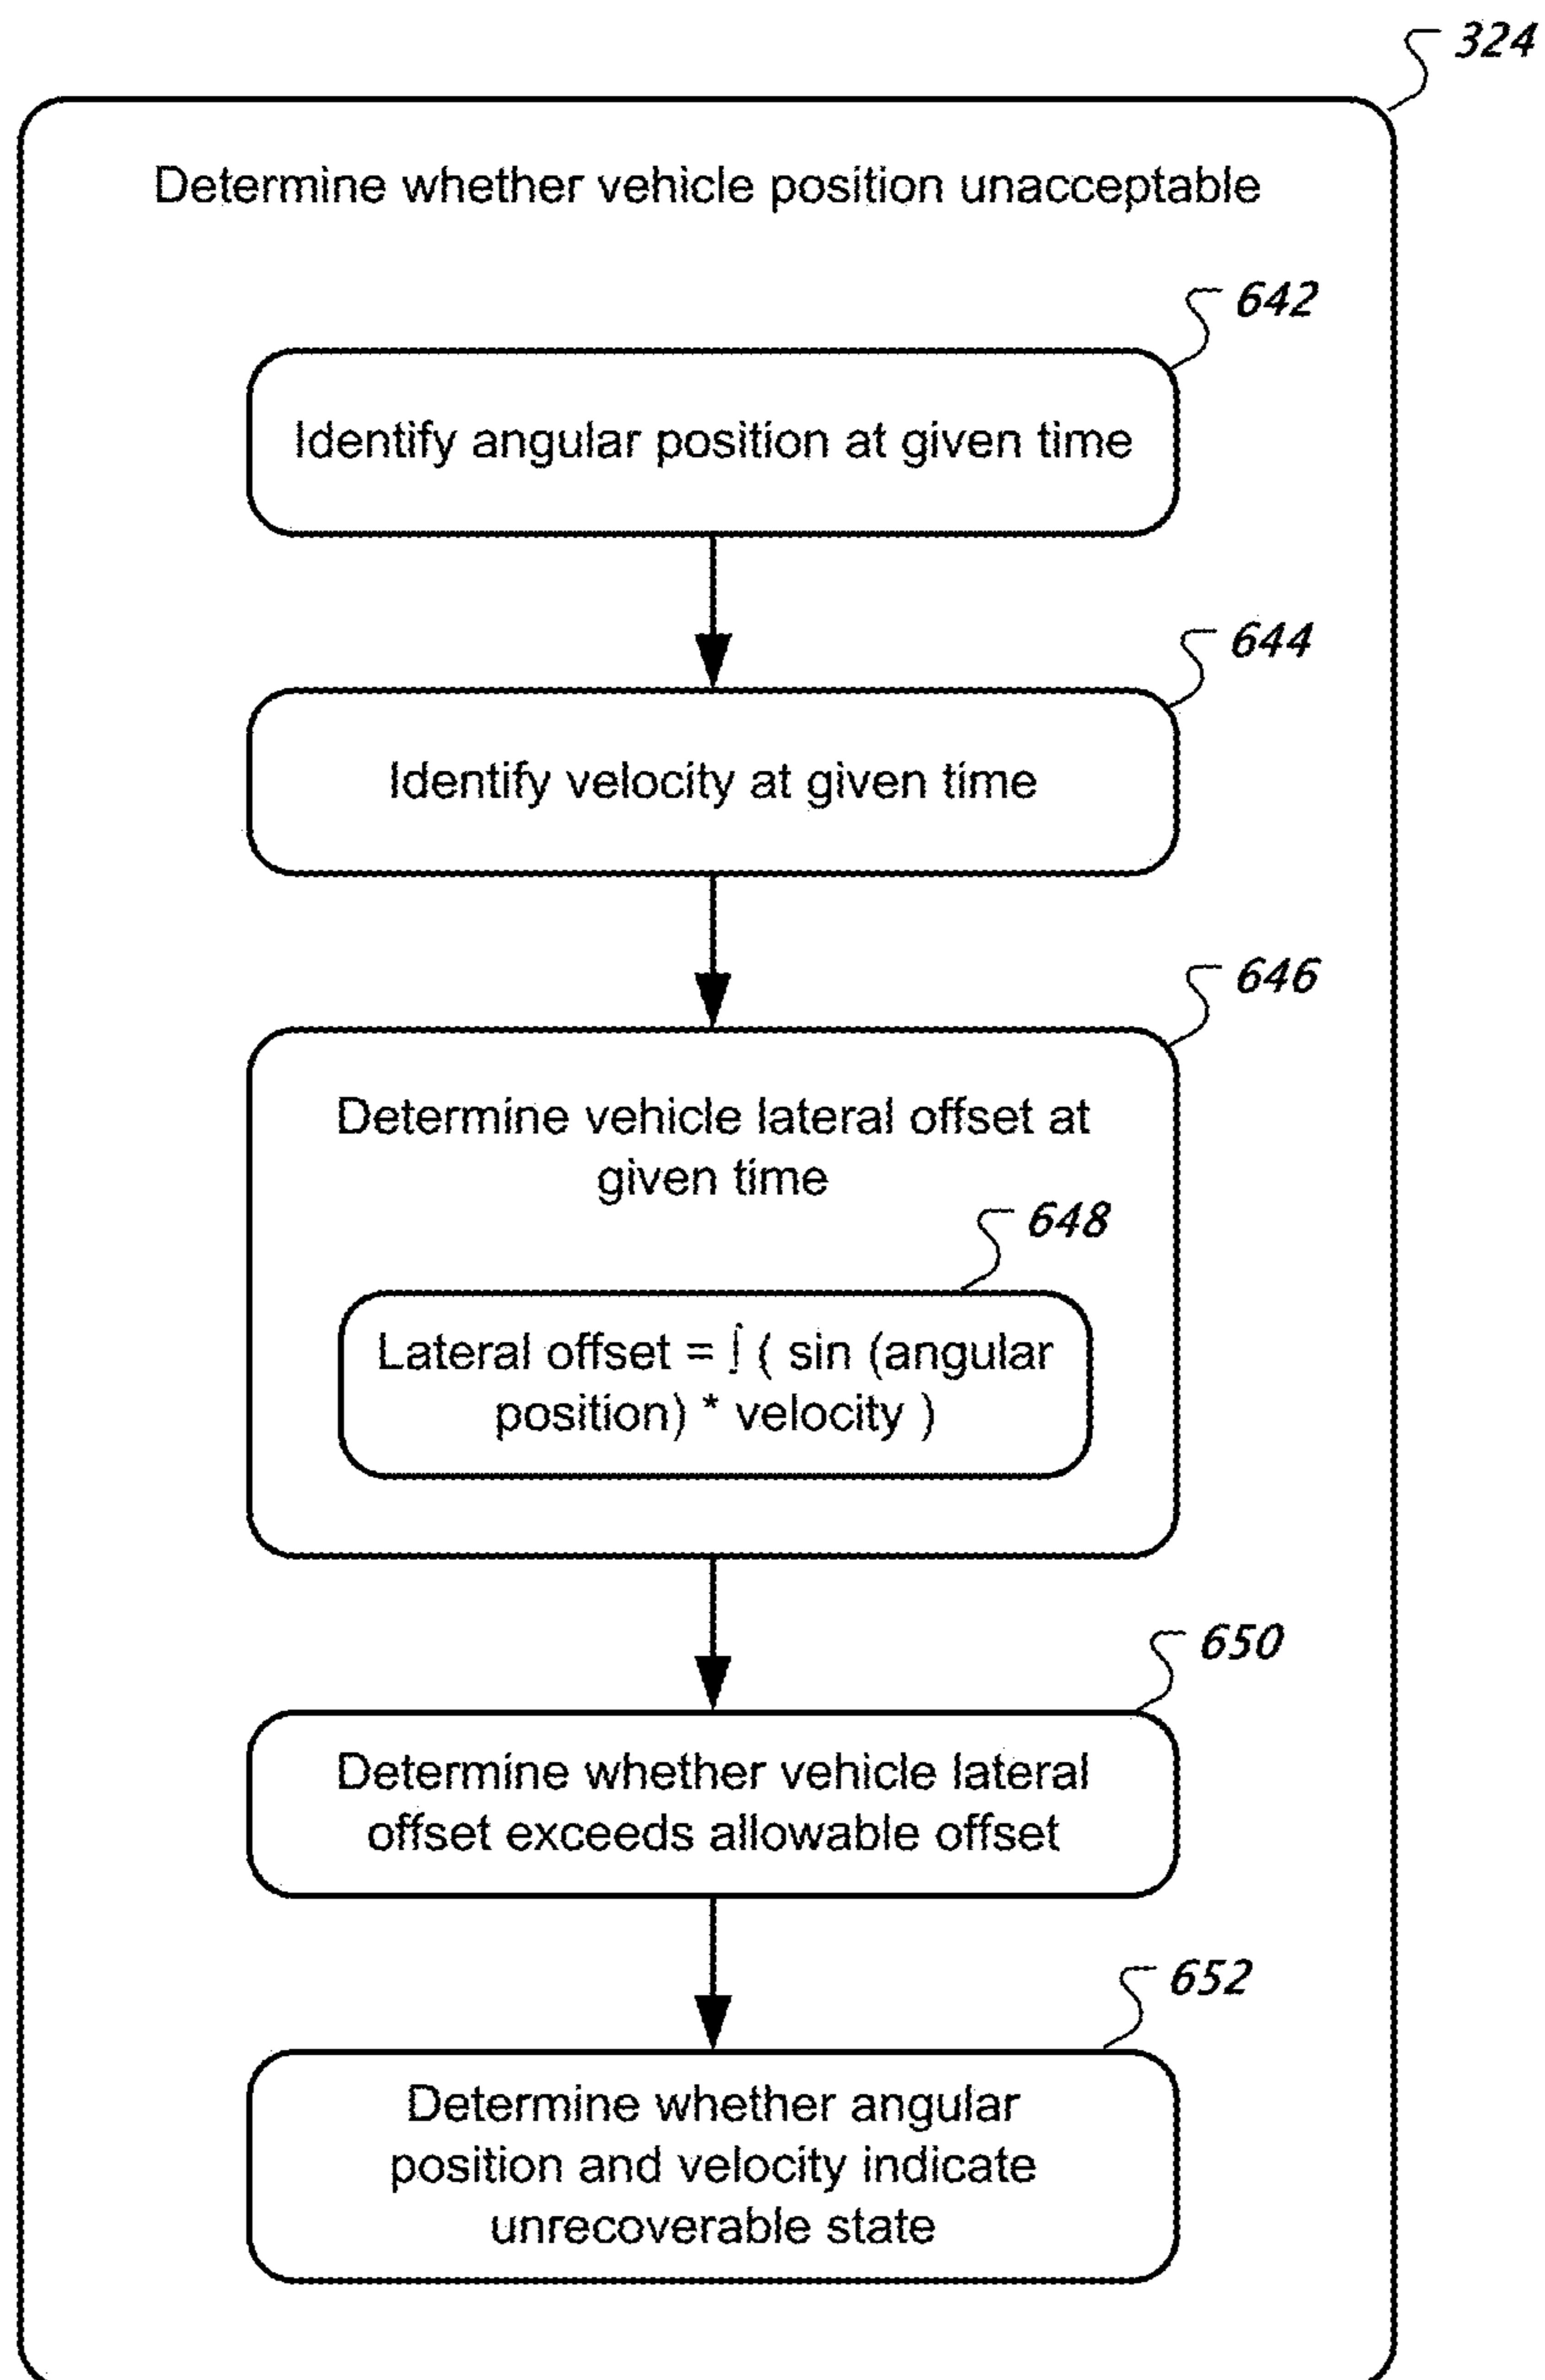 324
Determine whether vehicle position unacceptable
642
Identify angular position at given time
644
Identify velocity at given time
646
Determine vehicle lateral offset at
given time
648
Lateral offset = ∫ ( sin (angular
position) * velocity )
650
Determine whether vehicle lateral
offset exceeds allowable offset
652
Determine whether angular
position and velocity indicate
unrecoverable state